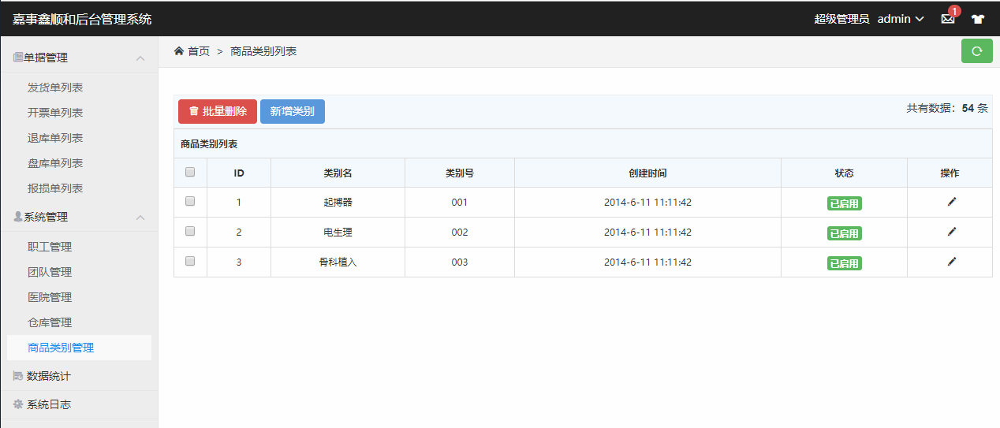 嘉事鑫顺和后台管理系统
超级管理员 admin
1
单据管理
发货单列表
开票单列表
退库单列表
盘库单列表
报损单列表
系统管理
职工管理
团队管理
医院管理
仓库管理
商品类别管理
数据统计
系统日志
首页 > 商品类别列表
批量删除 新增类别 共有数据：54 条
商品类别列表
ID 类别名 类别号 创建时间 状态 操作
1 起搏器 001 2014-6-11 11:11:42 已启用
2 电生理 002 2014-6-11 11:11:42 已启用
3 骨科植入 003 2014-6-11 11:11:42 已启用